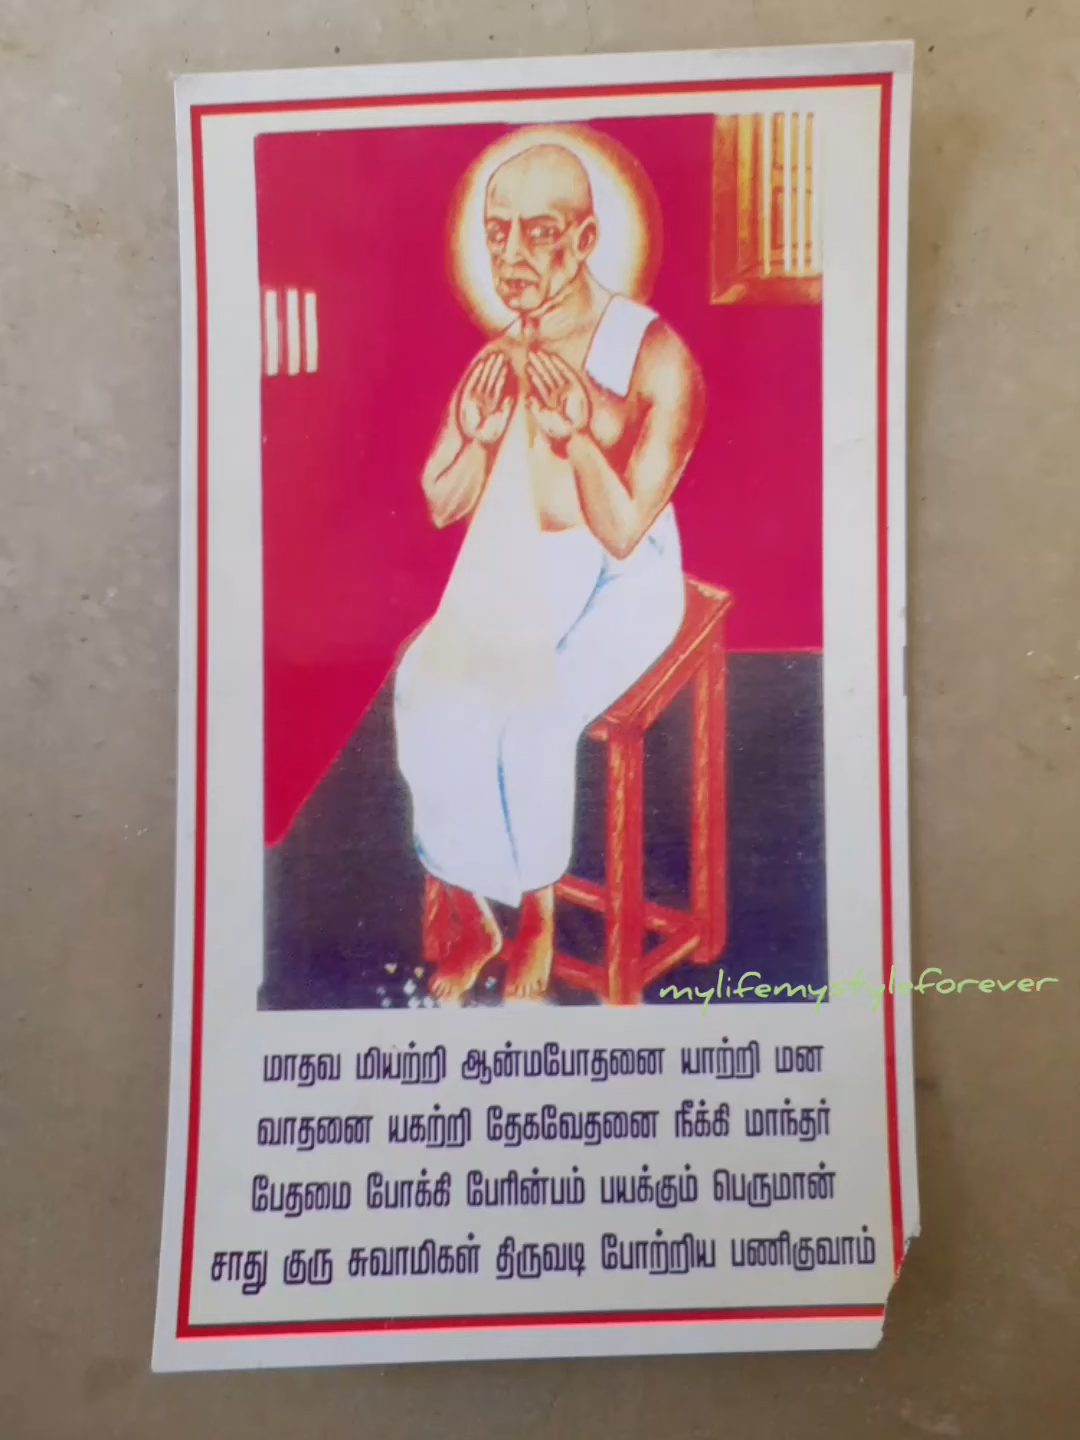 mylifemystyleforever
மாதவ மியற்றி ஆன்மபோதனை யாற்றி மன
வாதனை யகற்றி தேகவேதனை நீக்கி மாந்தர்
பேதமை போக்கி பேரின்பம் பயக்கும் பெருமான்
சாது குரு சுவாமிகள் திருவடி போற்றிய பணிகுவாம்